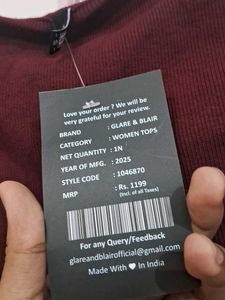 Love your order ? We will be
very grateful for your review.
BRAND : GLARE & BLAIR
CATEGORY : WOMEN TOPS
NET QUANTITY : 1N
YEAR OF MFG. : 2025
STYLE CODE : 1046870
MRP : Rs. 1199
(Incl. of all Taxes)
For any Query/Feedback
glareandblairofficial@gmail.com
Made With ❤ In India